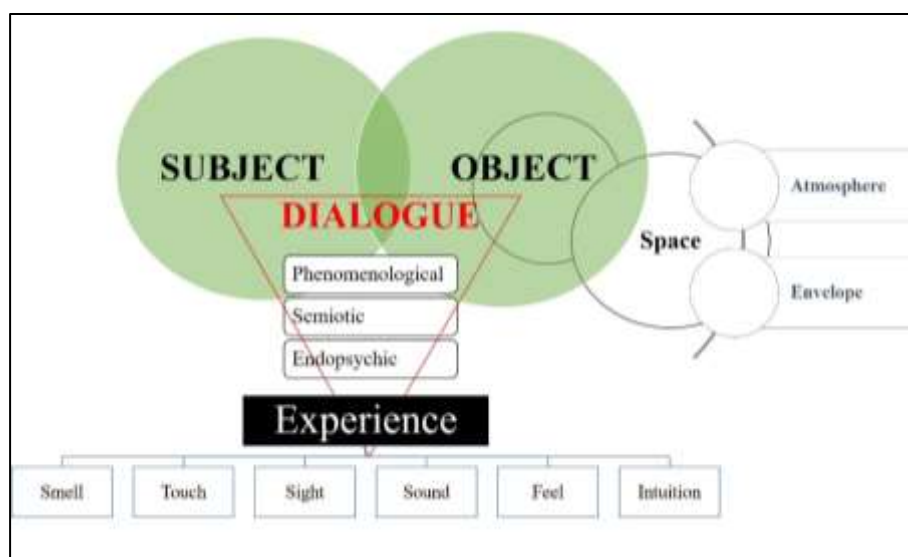 SUBJECT
OBJECT
DIALOGUE
Atmosphere
Space
Phenomenological
Semiotic
Envelope
Endopsychic
Experience
Smell
Touch
Sight
Sound
Feel
Intuition